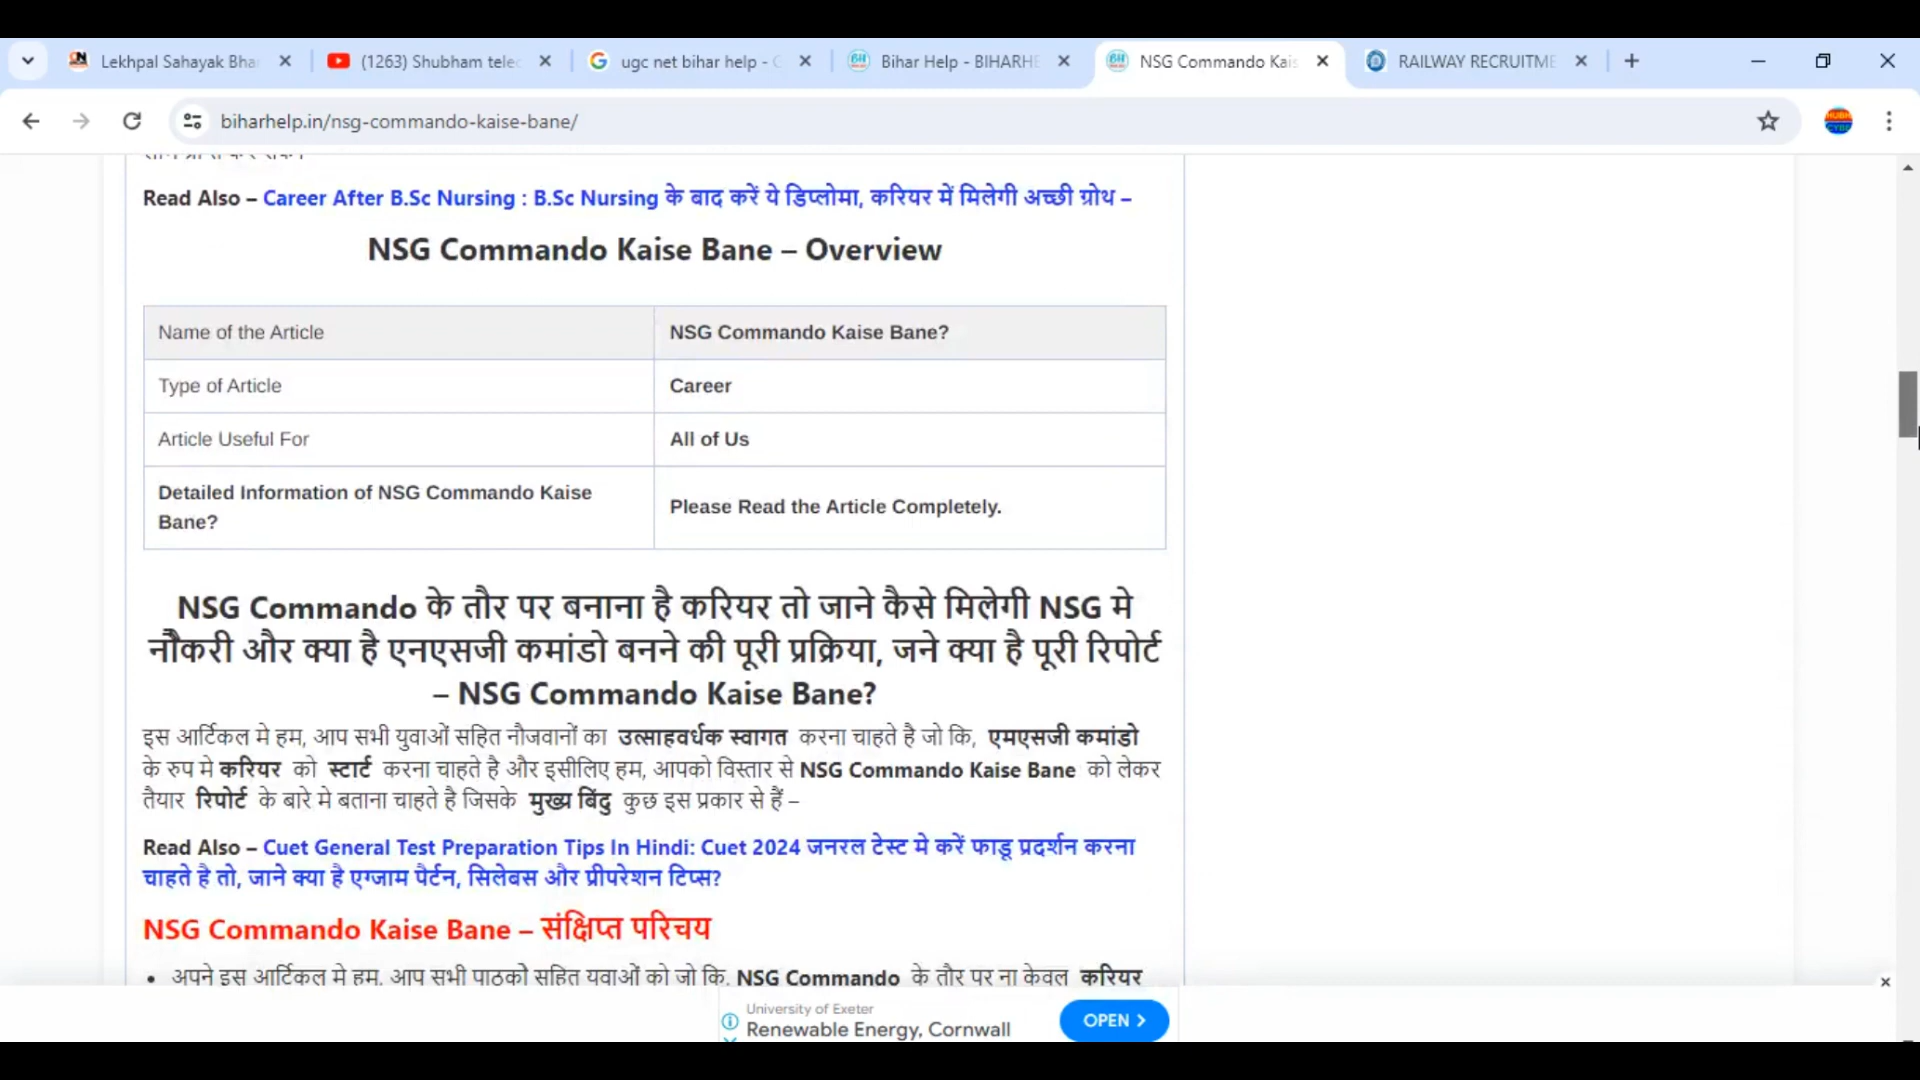 Lekhpal Sahayak Bha
(1263) Shubham tele
ugc net bihar help - G
Bihar Help - BIHARHE
NSG Commando Kais
RAILWAY RECRUITME
biharhelp.in/nsg-commando-kaise-bane/
Read Also – Career After B.Sc Nursing : B.Sc Nursing के बाद करें ये डिप्लोमा, करियर में मिलेगी अच्छी ग्रोथ –
NSG Commando Kaise Bane – Overview
Name of the Article NSG Commando Kaise Bane?
Type of Article Career
Article Useful For All of Us
Detailed Information of NSG Commando Kaise
Bane? Please Read the Article Completely.
NSG Commando के तौर पर बनाना है करियर तो जाने कैसे मिलेगी NSG मे
नौकरी और क्या है एनएसजी कमांडो बनने की पूरी प्रक्रिया, जने क्या है पूरी रिपोर्ट
– NSG Commando Kaise Bane?
इस आर्टिकल मे हम, आप सभी युवाओं सहित नौजवानों का उत्साहवर्धक स्वागत करना चाहते है जो कि, एमएसजी कमांडो
के रुप मे करियर को स्टार्ट करना चाहते है और इसीलिए हम, आपको विस्तार से NSG Commando Kaise Bane को लेकर
तैयार रिपोर्ट के बारे मे बताना चाहते है जिसके मुख्य बिंदु कुछ इस प्रकार से हैं –
Read Also – Cuet General Test Preparation Tips In Hindi: Cuet 2024 जनरल टेस्ट मे करें फाडू प्रदर्शन करना
चाहते है तो, जाने क्या है एग्जाम पैर्टन, सिलेबस और प्रीपरेशन टिप्स?
NSG Commando Kaise Bane – संक्षिप्त परिचय
• अपने इस आर्टिकल मे हम, आप सभी पाठकोें सहित युवाओं को जो कि, NSG Commando के तौर पर ना केवल करियर
University of Exeter
Renewable Energy, Cornwall
OPEN